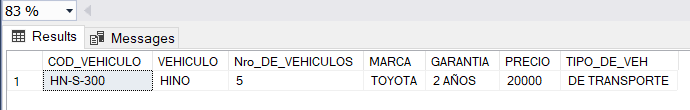 83 %
Results Messages
COD_VEHICULO VEHICULO Nro_DE_VEHICULOS MARCA GARANTIA PRECIO TIPO_DE_VEH
1 HN-S-300 HINO 5 TOYOTA 2 AÑOS 20000 DE TRANSPORTE